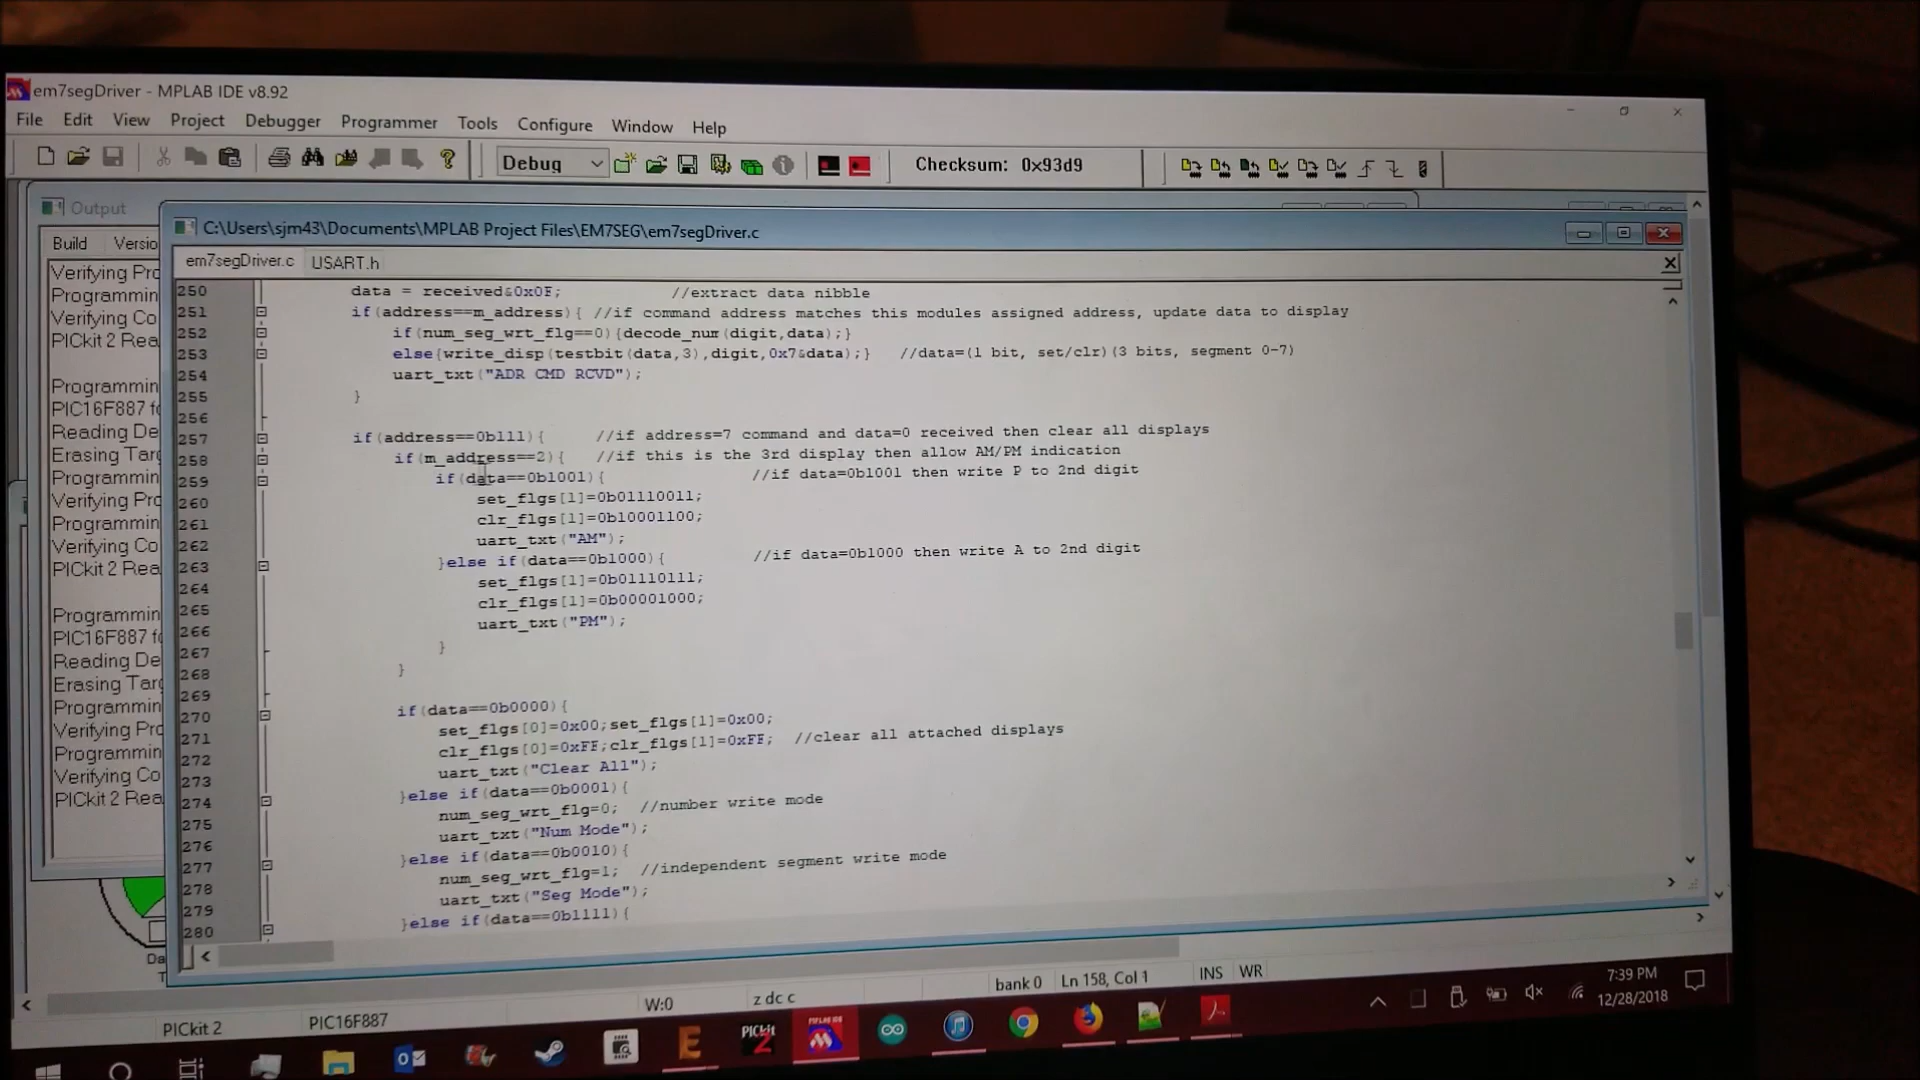 em7segDriver - MPLAB IDE v8.92
File Edit View Project Debugger Programmer Tools Configure Window Help
Debug Checksum: 0x93d9
Output
C:\Users\sjm43\Documents\MPLAB Project Files\EM7SEG\em7segDriver.c
Build Versio
em7segDriver.c USART.h
Verifying Pro
Programming
Verifying Co
PICkit 2 Rea
Programmin
PIC16F887 fo
Reading De
Erasing Targ
Programmin
Verifying Pro
Programmin
Verifying Co
PICkit 2 Rea
Programmin
PIC16F887 fo
Reading De
Erasing Targ
Programmin
Verifying Pro
Programmin
Verifying Co
PICkit 2 Rea
250 data = received&0x0F; //extract data nibble
251 if(address==m_address){ //if command address matches this modules assigned address, update data to display
252 if(num_seg_wrt_flg==0){decode_num(digit,data);}
253 else{write_disp(testbit(data,3),digit,0x7&data);} //data=(1 bit, set/clr)(3 bits, segment 0-7)
254 uart_txt("ADR CMD RCVD");
255 }
256
257 if(address==0b111){ //if address=7 command and data=0 received then clear all displays
258 if(m_address==2){ //if this is the 3rd display then allow AM/PM indication
259 if(data==0b1001){ //if data=0b1001 then write P to 2nd digit
260 set_flgs[1]=0b01110011;
261 clr_flgs[1]=0b10001100;
262 uart_txt("AM");
263 }else if(data==0b1000){ //if data=0b1000 then write A to 2nd digit
264 set_flgs[1]=0b01110111;
265 clr_flgs[1]=0b00001000;
266 uart_txt("PM");
267 }
268 }
269
270 if(data==0b0000){
271 set_flgs[0]=0x00;set_flgs[1]=0x00;
272 clr_flgs[0]=0xFF;clr_flgs[1]=0xFF; //clear all attached displays
273 uart_txt("Clear All");
274 }else if(data==0b0001){
275 num_seg_wrt_flg=0; //number write mode
276 uart_txt("Num Mode");
277 }else if(data==0b0010){
278 num_seg_wrt_flg=1; //independent segment write mode
279 uart_txt("Seg Mode");
280 }else if(data==0b1111){
Da
T
PICkit 2 PIC16F887 W:0 z dc c bank 0 Ln 158, Col 1 INS WR
PICkit
MPLAB IDE
7:39 PM
12/28/2018